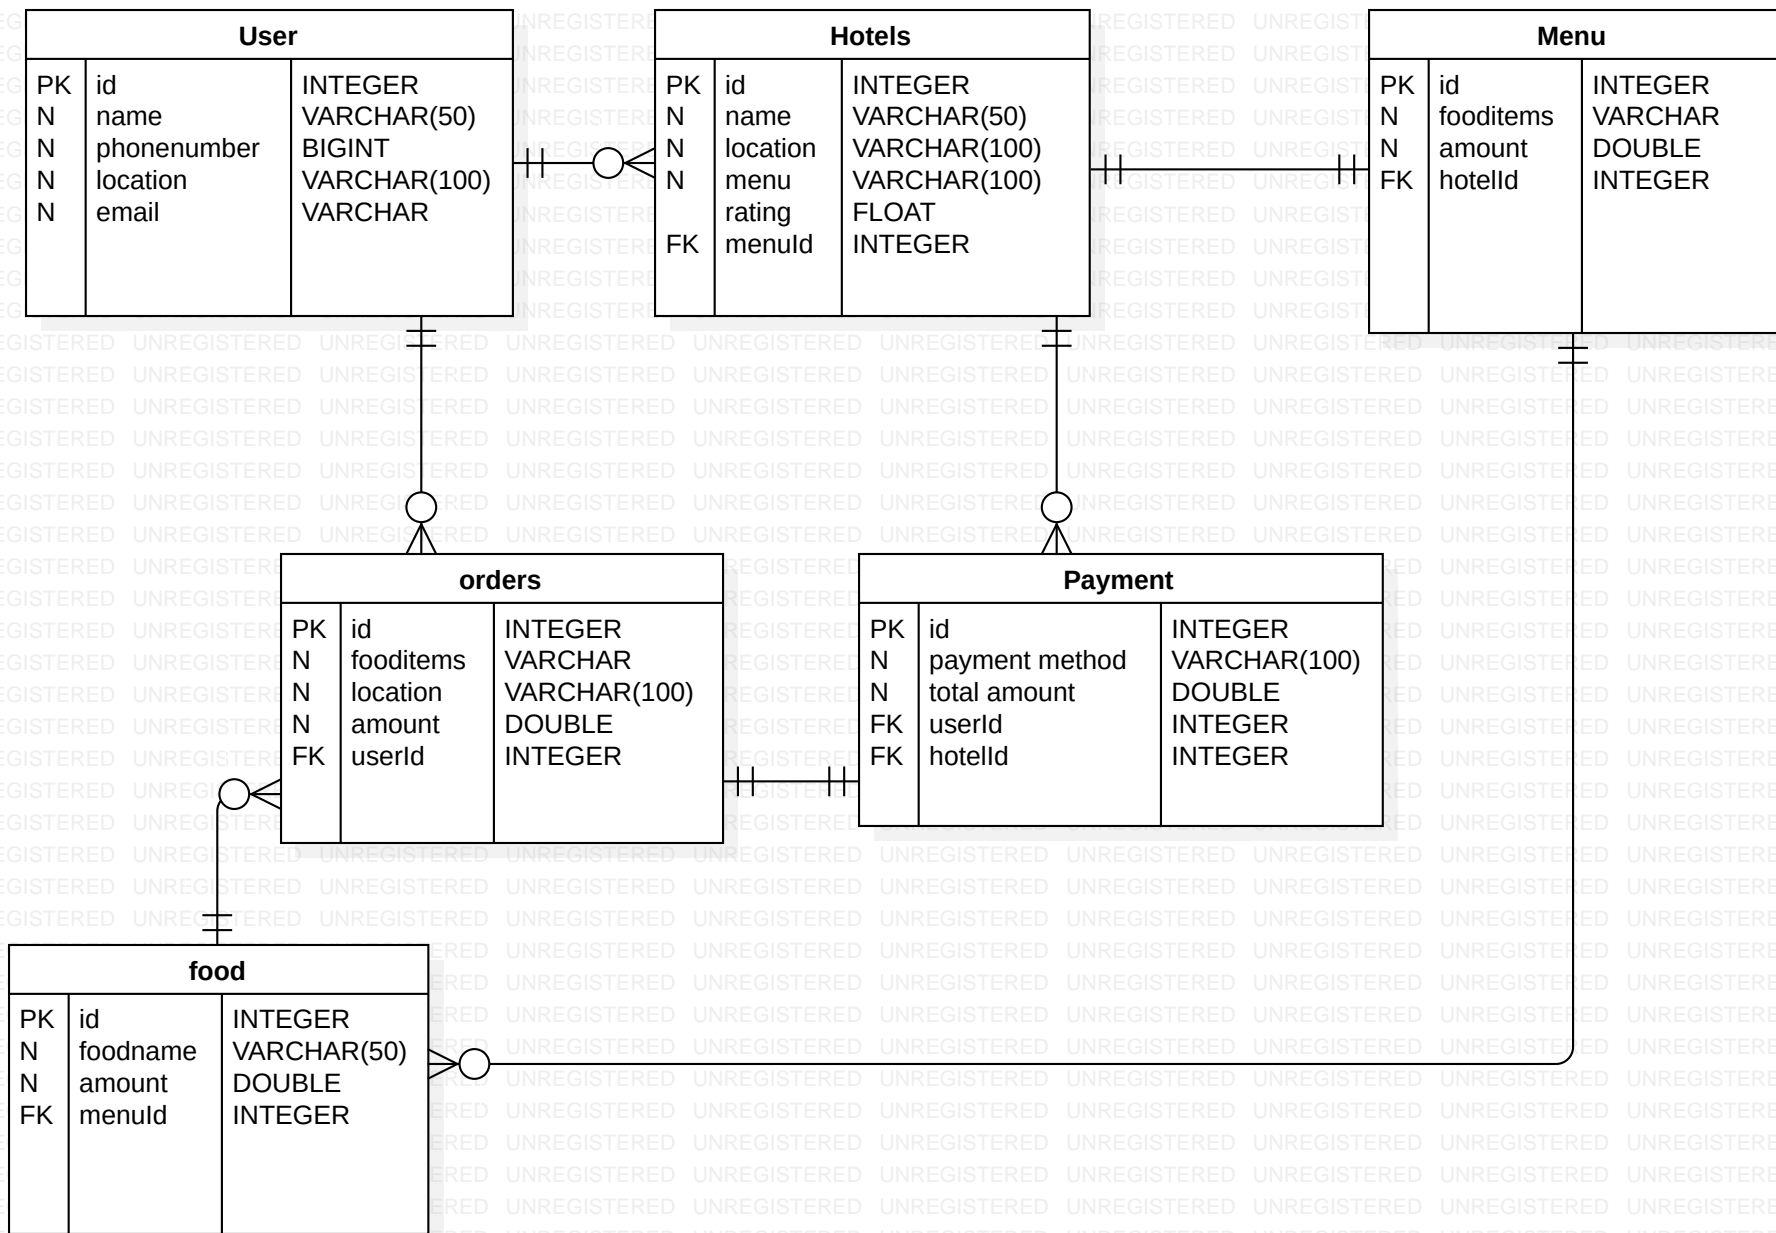 User
PK id INTEGER
N name VARCHAR(50)
N phonenumber BIGINT
N location VARCHAR(100)
N email VARCHAR
Hotels
PK id INTEGER
N name VARCHAR(50)
N location VARCHAR(100)
N menu VARCHAR(100)
rating FLOAT
FK menuId INTEGER
Menu
PK id INTEGER
N fooditems VARCHAR
N amount DOUBLE
FK hotelId INTEGER
orders
PK id INTEGER
N fooditems VARCHAR
N location VARCHAR(100)
N amount DOUBLE
FK userId INTEGER
Payment
PK id INTEGER
N payment method VARCHAR(100)
N total amount DOUBLE
FK userId INTEGER
FK hotelId INTEGER
food
PK id INTEGER
N foodname VARCHAR(50)
N amount DOUBLE
FK menuId INTEGER
UNREGISTERED